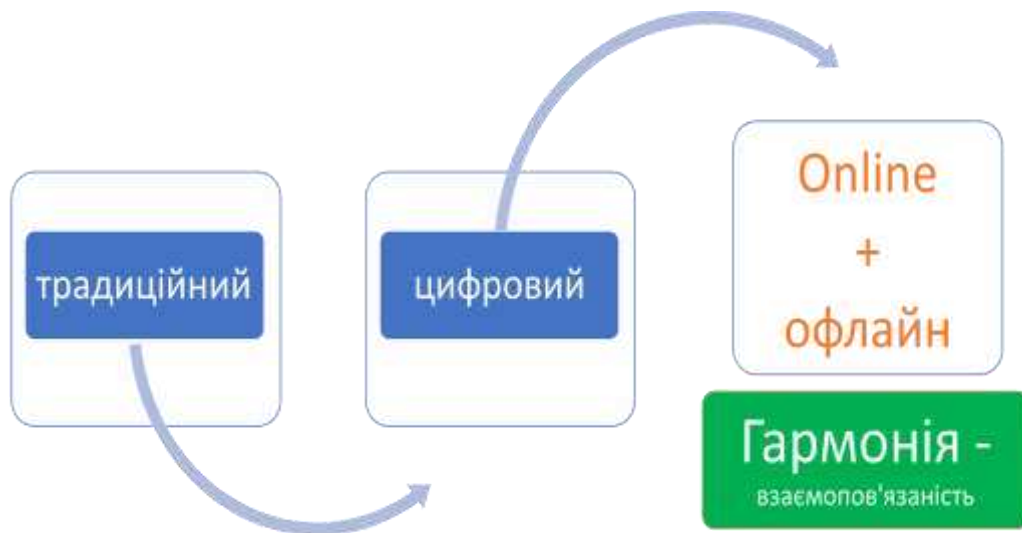 традиційний
цифровий
Online
+
офлайн
Гармонія -
взаємопов'язаність